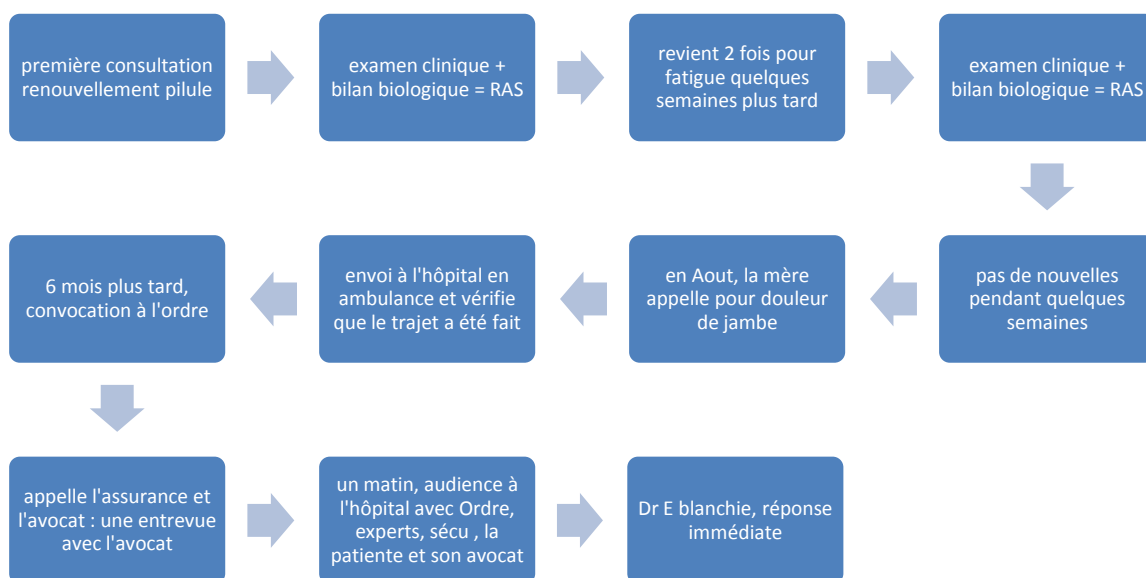 première consultation
renouvellement pilule
examen clinique +
bilan biologique = RAS
revient 2 fois pour
fatigue quelques
semaines plus tard
examen clinique +
bilan biologique = RAS
pas de nouvelles
pendant quelques
semaines
en Aout, la mère
appelle pour douleur
de jambe
envoi à l'hôpital en
ambulance et vérifie
que le trajet a été fait
6 mois plus tard,
convocation à l'ordre
appelle l'assurance et
l'avocat : une entrevue
avec l'avocat
un matin, audience à
l'hôpital avec Ordre,
experts, sécu , la
patiente et son avocat
Dr E blanchie, réponse
immédiate